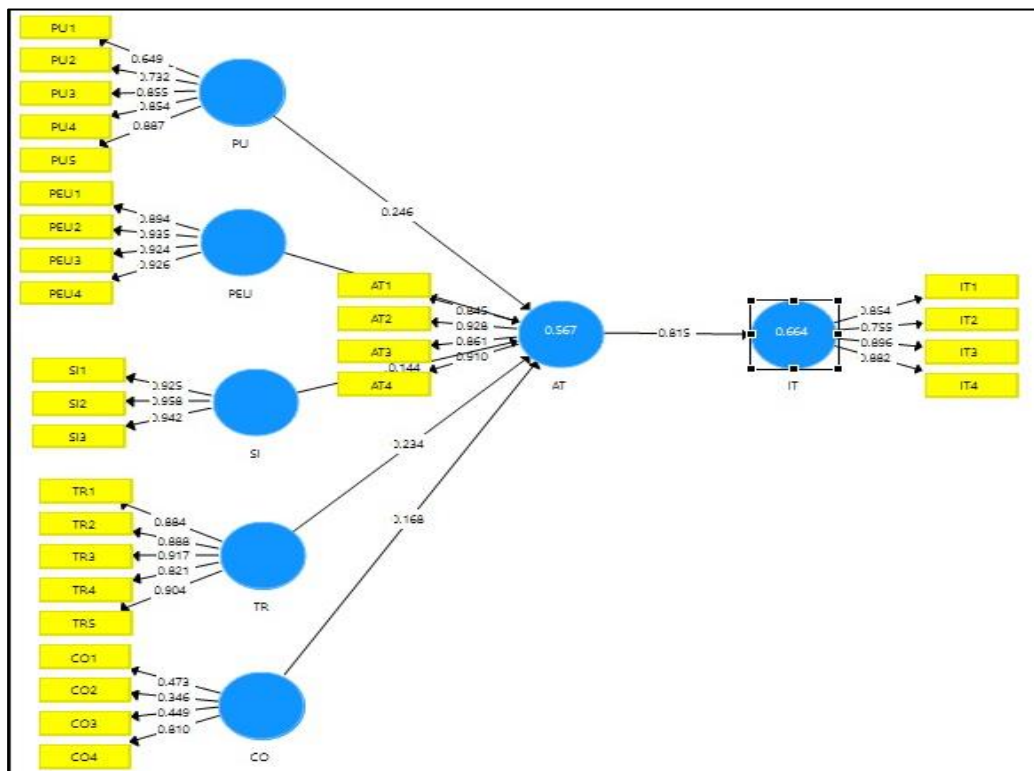 PU1
PU2
PU3
PU4
PU5
0.649
0.732
0.855
0.854
0.887
PU
PEU1
PEU2
PEU3
PEU4
0.894
0.935
0.924
0.926
PEU
SI1
SI2
SI3
0.925
0.958
0.942
SI
TR1
TR2
TR3
TR4
TR5
0.884
0.888
0.917
0.821
0.904
TR
CO1
CO2
CO3
CO4
0.473
0.346
0.449
0.810
CO
0.246
0.144
0.234
0.168
AT1
AT2
AT3
AT4
0.845
0.928
0.861
0.910
0.567
AT
0.815
0.664
IT
0.854
0.755
0.896
0.882
IT1
IT2
IT3
IT4